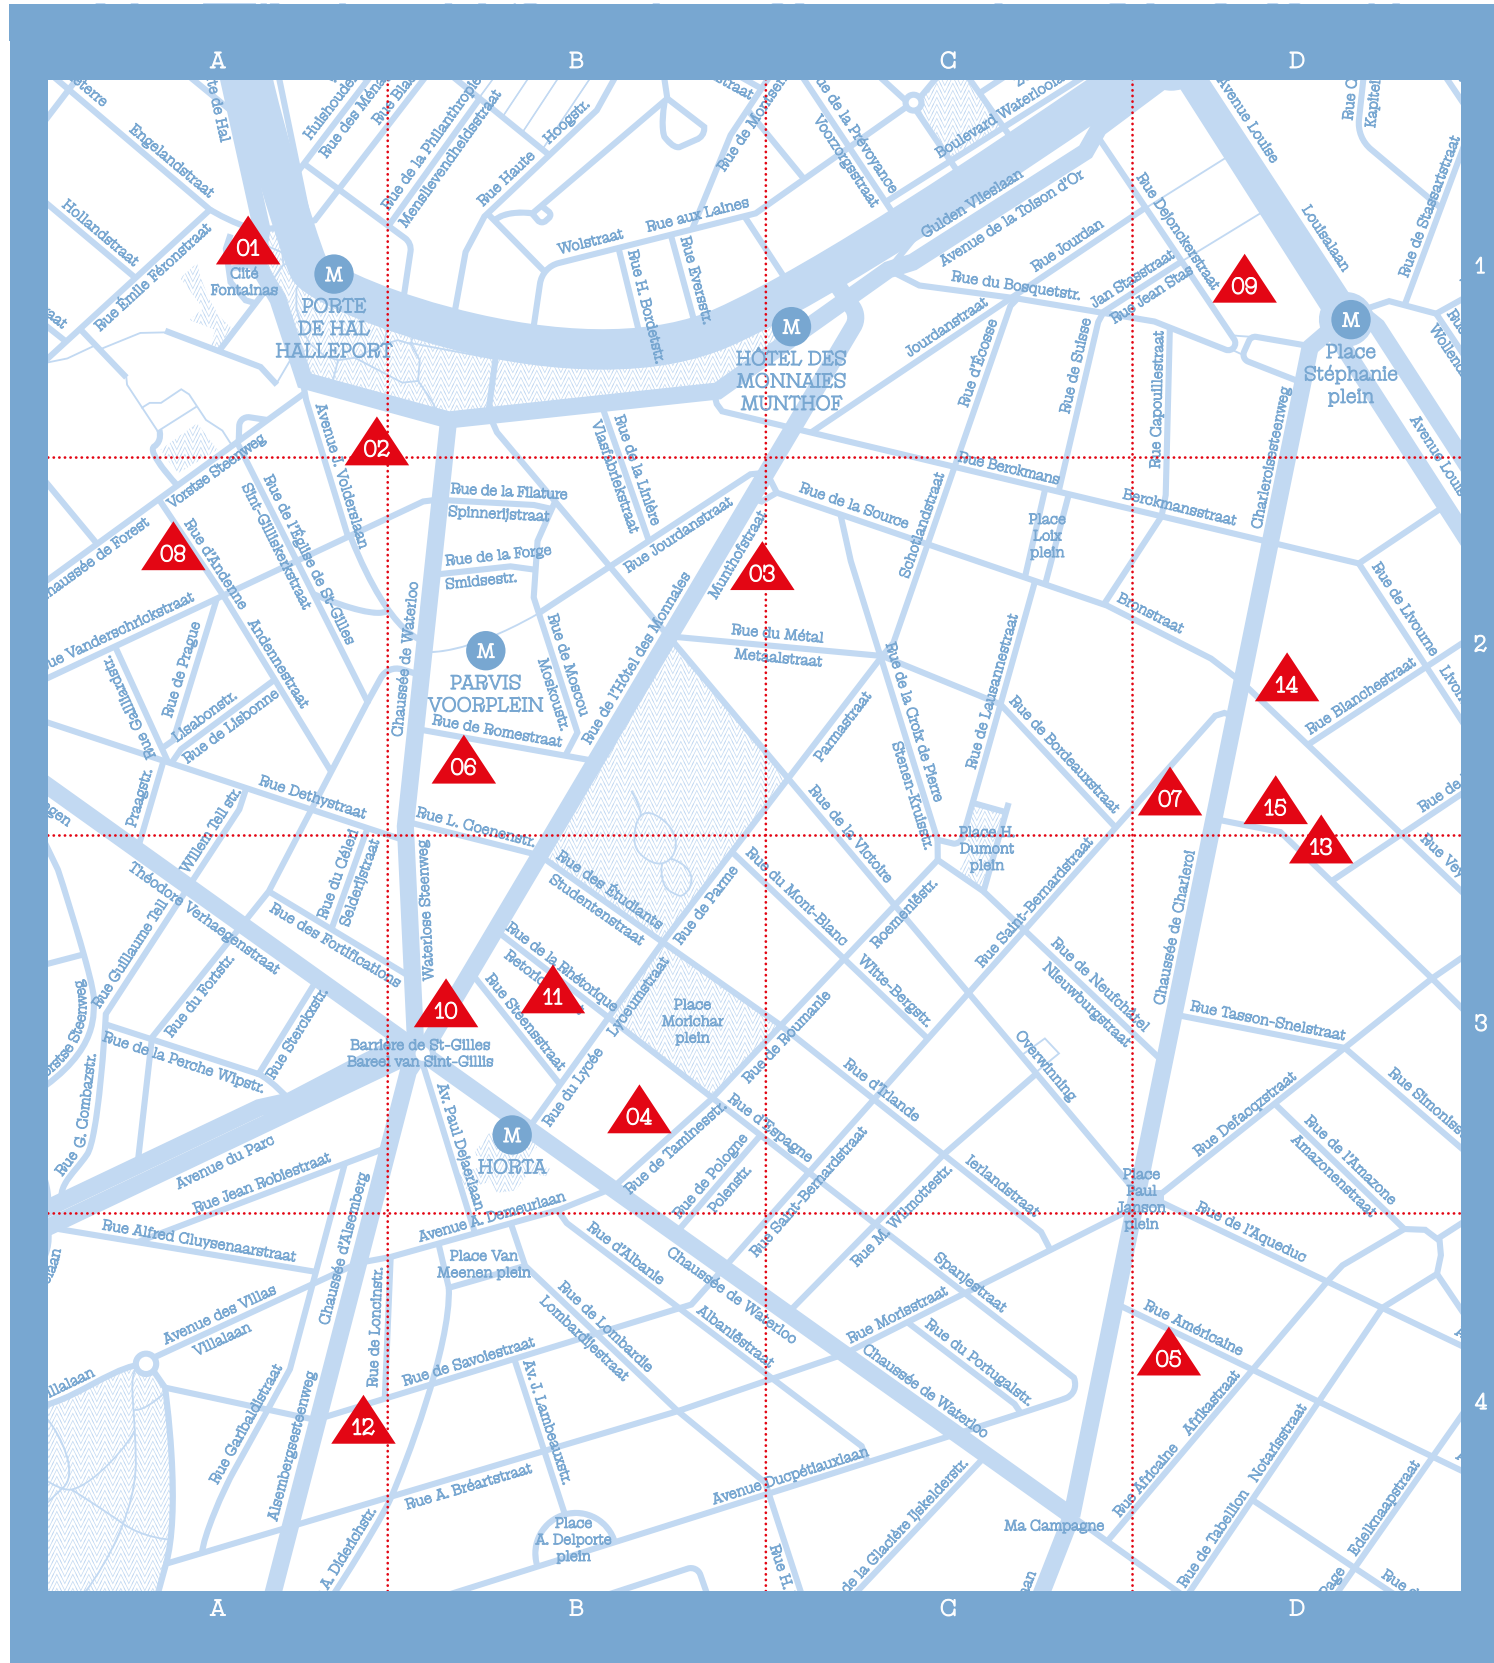 A
B
C
D
1
2
3
4
A
B
C
D
Engelandstraat
Hollandstraat
Rue Émile Féronstraat
01
Cité
Fontainas
M
PORTE
DE HAL
HALLEPORT
Rue de la Philanthropie
Mensllevendheidsstraat
Rue Haute
Hoogstr.
Wolstraat
Rue aux Laines
Rue H. Bordetstr.
Rue Eversstr.
M
HÔTEL DES
MONNAIES
MUNTHOF
Voorzorgsstraat
Boulevard Waterloolaan
Gulden Vlieslaan
Avenue de la Toison d'Or
Rue Jourdan
Jourdanstraat
Rue du Bosquetstr.
Jan Stasstraat
Rue Jean Stas
Rue Dejonckerstraat
09
Avenue Louise
Louisalaan
Rue de Stassartstraat
M
Place
Stéphanie
plein
Avenue J. Volderslaan
02
Vorstse Steenweg
Rue d'Écosse
Rue de Suisse
Rue Capouillestraat
Charleroisesteenweg
Rue de la Linière
Vlasfabriekstraat
Rue Berckmans
Berckmansstraat
08
Rue d'Andenne
Andennestraat
Rue de l'Église de St-Gilles
Sint-Gilliskerkstraat
Rue de la Filature
Spinnerijstraat
Rue de la Forge
Smidsestr.
Rue Jourdanstraat
Munthofstraat
03
Rue de la Source
Schotlandstraat
Place
Loix
plein
Bronstraat
Rue de Livourne
Rue de Prague
Praagstr.
Rue Gailliardstr.
Lisabonstr.
Rue de Lisbonne
Chaussée de Waterloo
M
PARVIS
VOORPLEIN
Rue de Moscou
Moskoustr.
Rue de Romestraat
Rue de l'Hôtel des Monnaies
06
Rue du Métal
Metaalstraat
Rue de la Croix de Pierre
Stenen-Kruisstr.
Parmastraat
Rue de Lausannestraat
Rue de Bordeauxstraat
14
Rue Blanchestraat
07
15
13
Rue Dethystraat
Rue L. Coenenstr.
Rue de la Victoire
Place H.
Dumont
plein
Willem Tell str.
Rue Guillaume Tell
Théodore Verhaegenstraat
Rue du Céleri
Selderijstraat
Rue des Fortifications
Rue du Fortstr.
Rue Sterckxstr.
Rue de la Perche Wipstr.
Rue G. Combazstr.
Waterlose Steenweg
Rue des Étudiants
Studentenstraat
Rue de Parme
Rue du Mont-Blanc
Witte-Bergstr.
Roemeniëstr.
Rue Saint-Bernardstraat
Rue de Neufchâtel
Nieuwburgstraat
Chaussée de Charleroi
Rue de la Rhétorique
Rue Steensstraat
11
10
Barrière de St-Gilles
Bareel van Sint-Gillis
Rue du Lycée
Lyceumstraat
Place
Morichar
plein
Rue de Roumanie
Rue d'Irlande
Ierlandstraat
Overwinning
Rue Tasson-Snelstraat
Rue Defacqzstraat
Rue de l'Amazone
Amazonenstraat
04
M
HORTA
Av. Paul Dejaerlaan
Avenue du Parc
Rue Jean Robiestraat
Rue Alfred Cluysenaarstraat
Chaussée d'Alsemberg
Alsembergsesteenweg
Rue de Taminesstr.
Rue d'Espagne
Spanjestraat
Rue de Pologne
Polenstr.
Rue Saint-Bernardstraat
Rue M. Wilmottestr.
Place
Paul
Janson
plein
Rue de l'Aqueduc
Avenue A. Demeurlaan
Place Van
Meenen plein
Avenue des Villas
Villalaan
Rue de Loncinstr.
Rue de Savoiestraat
Rue d'Albanie
Albaniëstraat
Chaussée de Waterloo
Rue de Lombardie
Lombardijestraat
Rue Morisstraat
Rue du Portugalstr.
Chaussée de Waterloo
Rue Américaine
05
12
Rue Garibaldistraat
Av. J. Lambeauxstr.
Rue A. Bréartstraat
Place
A. Delporte
plein
Avenue Ducpétiauxlaan
Ma Campagne
Rue Africaine
Afrikastraat
Rue de Tabellion
Notarisstraat
Edelknaapstraat